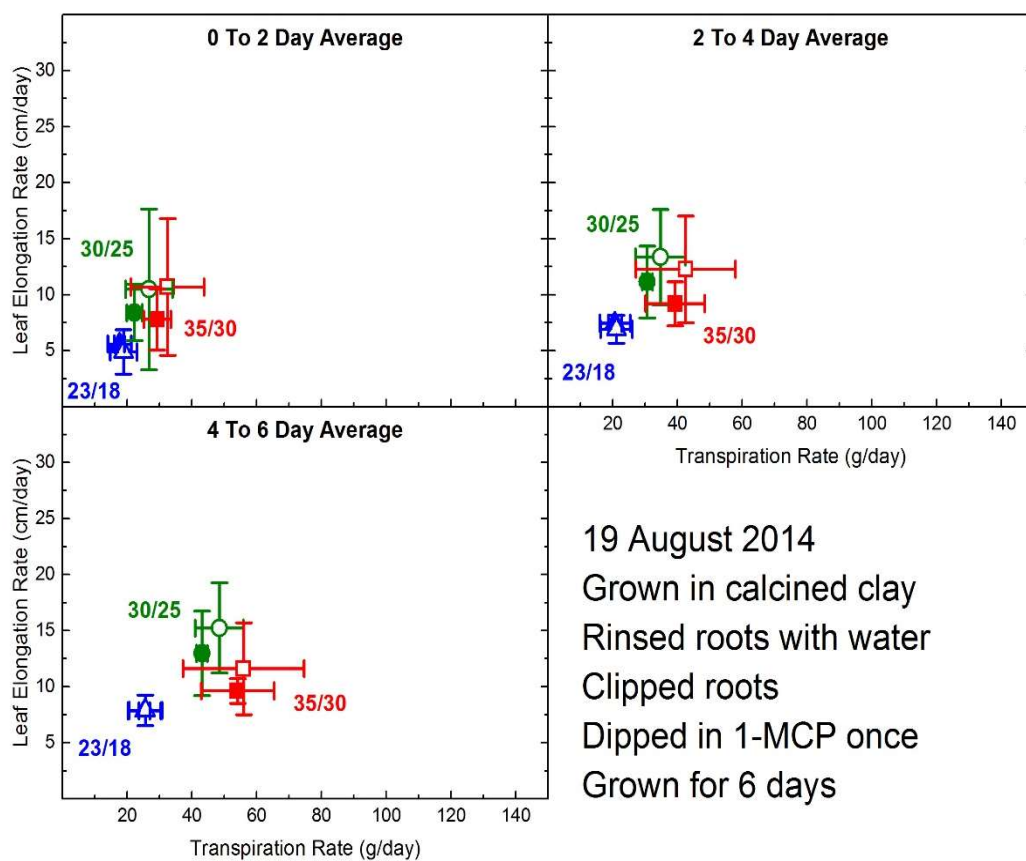 0 To 2 Day Average
2 To 4 Day Average
Leaf Elongation Rate (cm/day)
30
25
20
15
10
5
30/25
35/30
23/18
30/25
35/30
23/18
20 40 60 80 100 120 140
Transpiration Rate (g/day)
4 To 6 Day Average
Leaf Elongation Rate (cm/day)
30
25
20
15
10
5
30/25
35/30
23/18
20 40 60 80 100 120 140
Transpiration Rate (g/day)
19 August 2014
Grown in calcined clay
Rinsed roots with water
Clipped roots
Dipped in 1-MCP once
Grown for 6 days